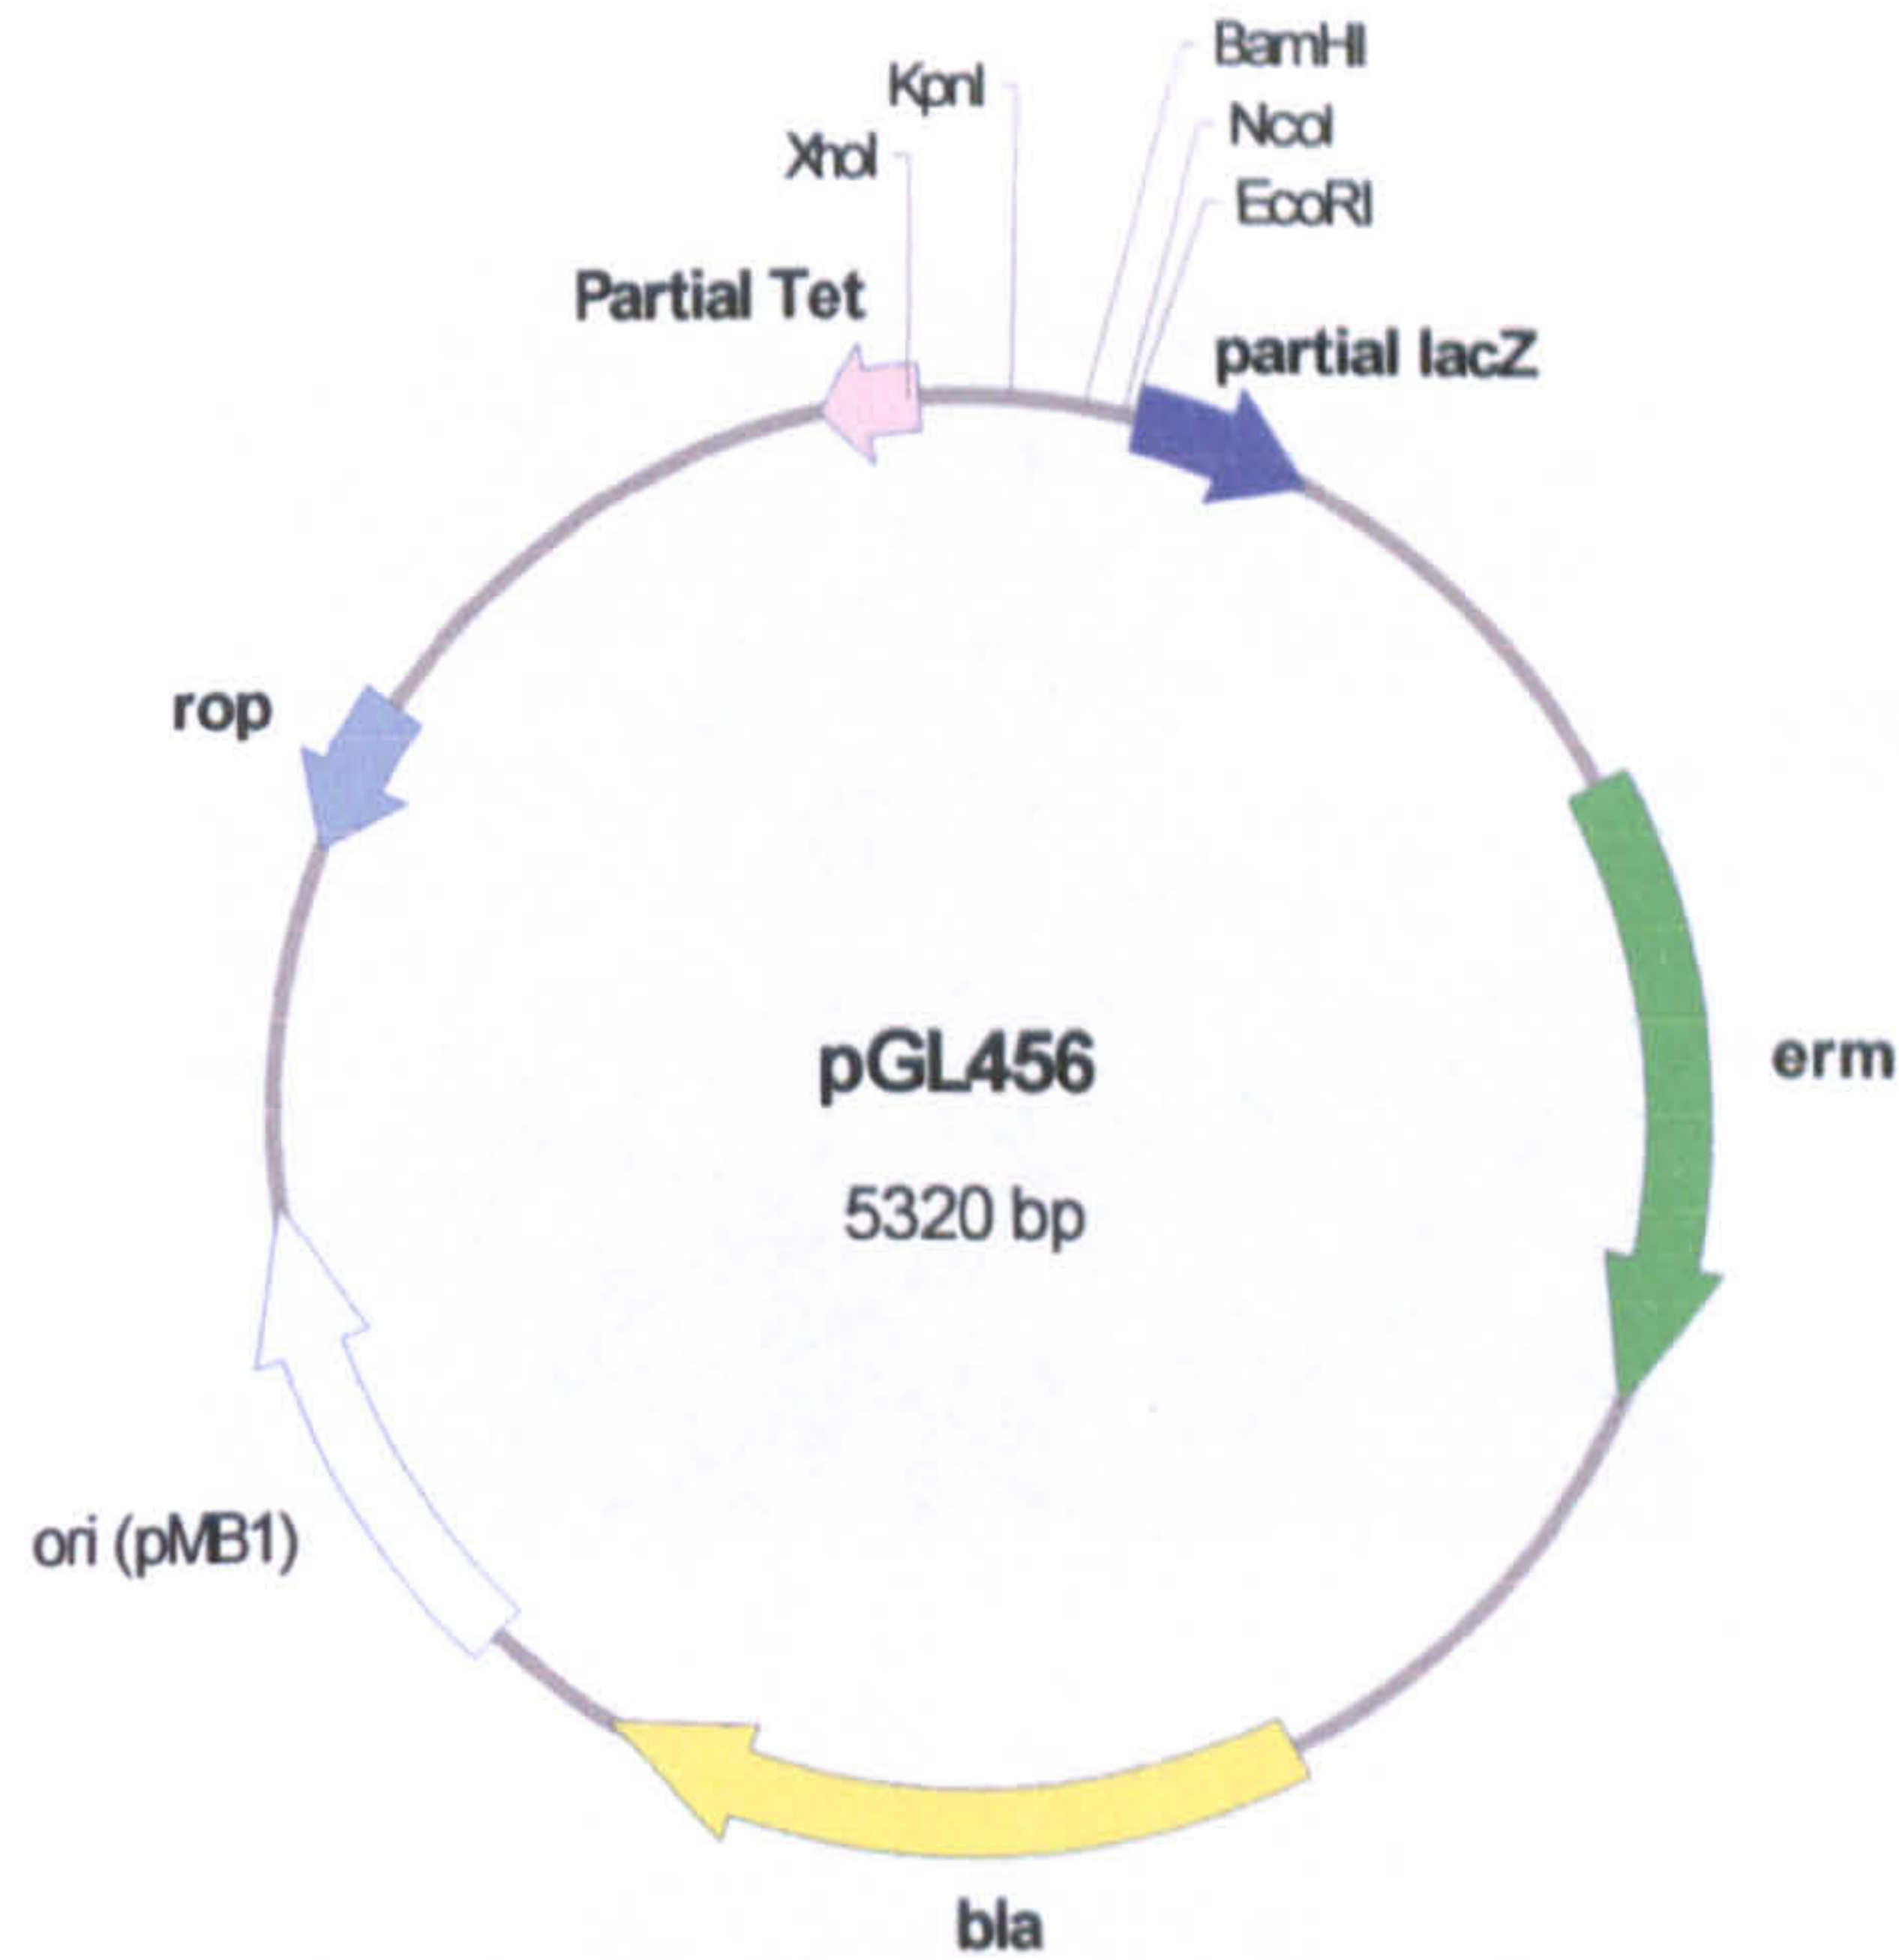 BamHI
KpnI
NcoI
XhoI
EcoRI
Partial Tet
partial lacZ
rop
erm
pGL456
5320 bp
ori (pMB1)
bla